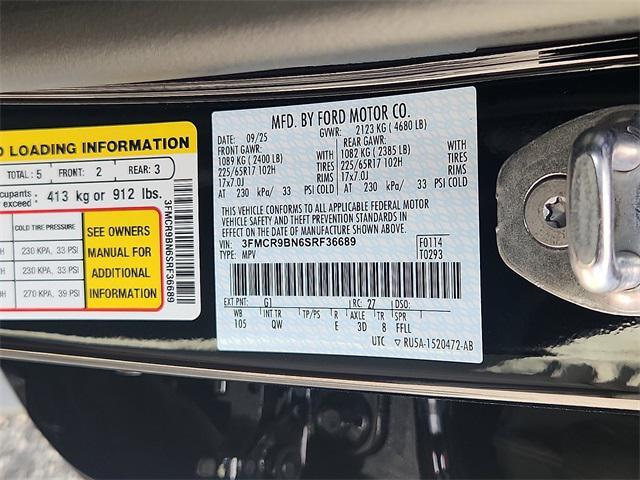 D LOADING INFORMATION
TOTAL: 5 FRONT: 2 REAR: 3
cupants
exceed: 413 kg or 912 lbs.
COLD TIRE PRESSURE
230 KPA, 33 PSI
230 KPA, 33 PSI
270 KPA, 39 PSI
SEE OWNERS
MANUAL FOR
ADDITIONAL
INFORMATION
3FMCR9BN6SRF36689
MFD. BY FORD MOTOR CO.
DATE: 09/25 GVWR: 2123 KG ( 4680 LB)
FRONT GAWR: REAR GAWR:
1089 KG (2400 LB) WITH 1082 KG (2385 LB) WITH
225/65R17 102H TIRES 225/65R17 102H TIRES
17x7.0J RIMS 17x7.0J RIMS
AT 230 kPa/ 33 PSI COLD AT 230 kPa/ 33 PSI COLD
THIS VEHICLE CONFORMS TO ALL APPLICABLE FEDERAL MOTOR
VEHICLE SAFETY AND THEFT PREVENTION STANDARDS IN
EFFECT ON THE DATE OF MANUFACTURE SHOWN ABOVE.
VIN: 3FMCR9BN6SRF36689 F0114
TYPE: MPV T0293
EXT PNT: G1 RC: 27 DSO:
WB INT TR TP/PS R AXLE TR SPR
105 QW E 3D 8 FFLL
UTC ▽ RU5A-1520472-AB